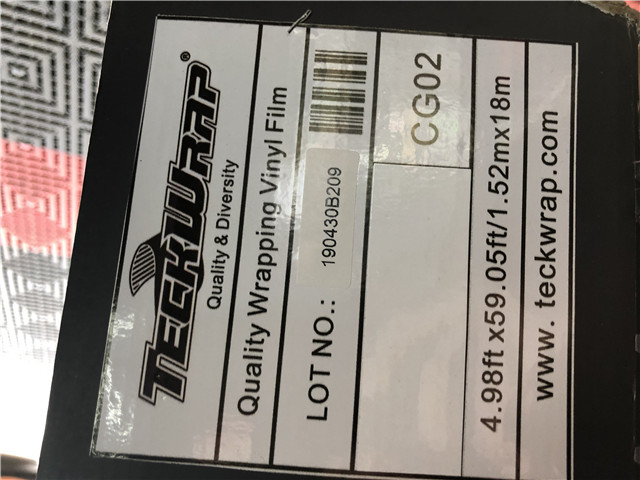 TECKWRAP®
Quality & Diversity
Quality Wrapping Vinyl Film
LOT NO.: 190430B209
CG02
4.98ft x59.05ft/1.52mx18m
www. teckwrap.com